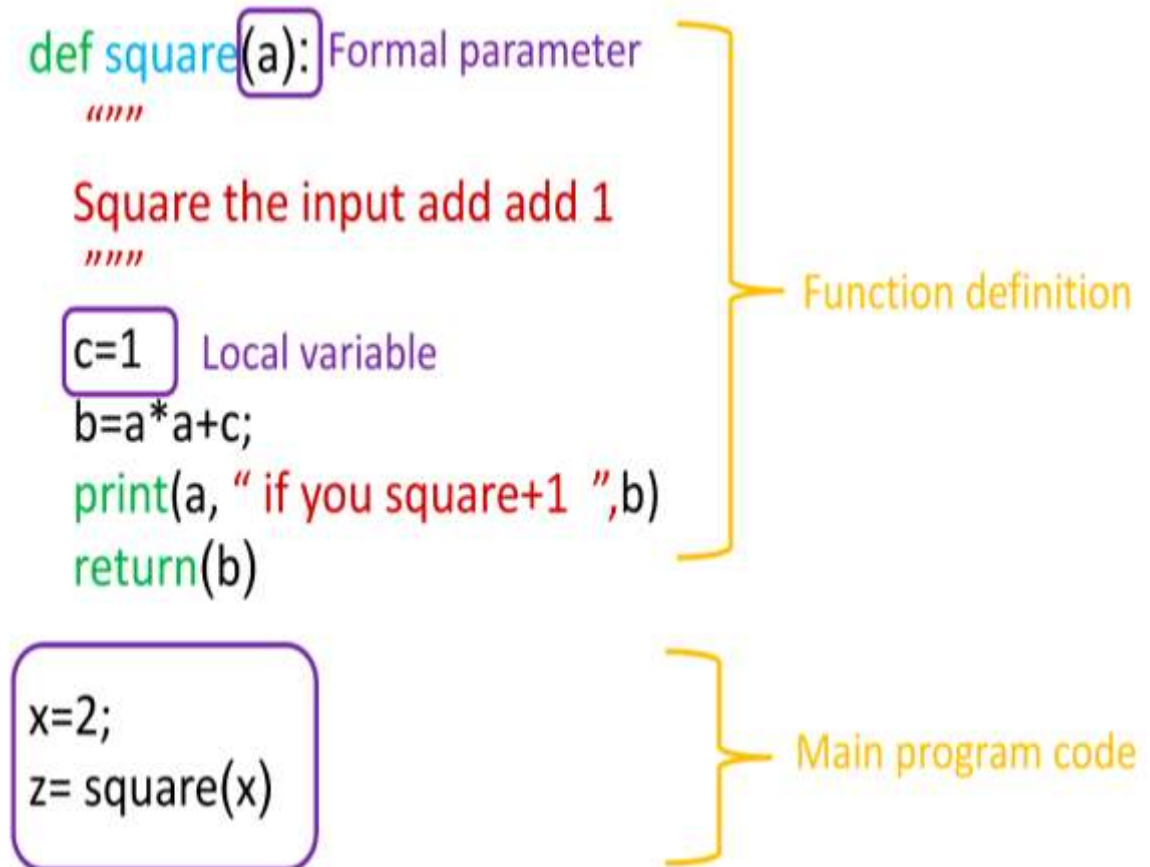 def square(a): Formal parameter
“””
Square the input add add 1
”””
c=1 Local variable
b=a*a+c;
print(a, “ if you square+1 ”,b)
return(b)
Function definition
x=2;
z= square(x)
Main program code